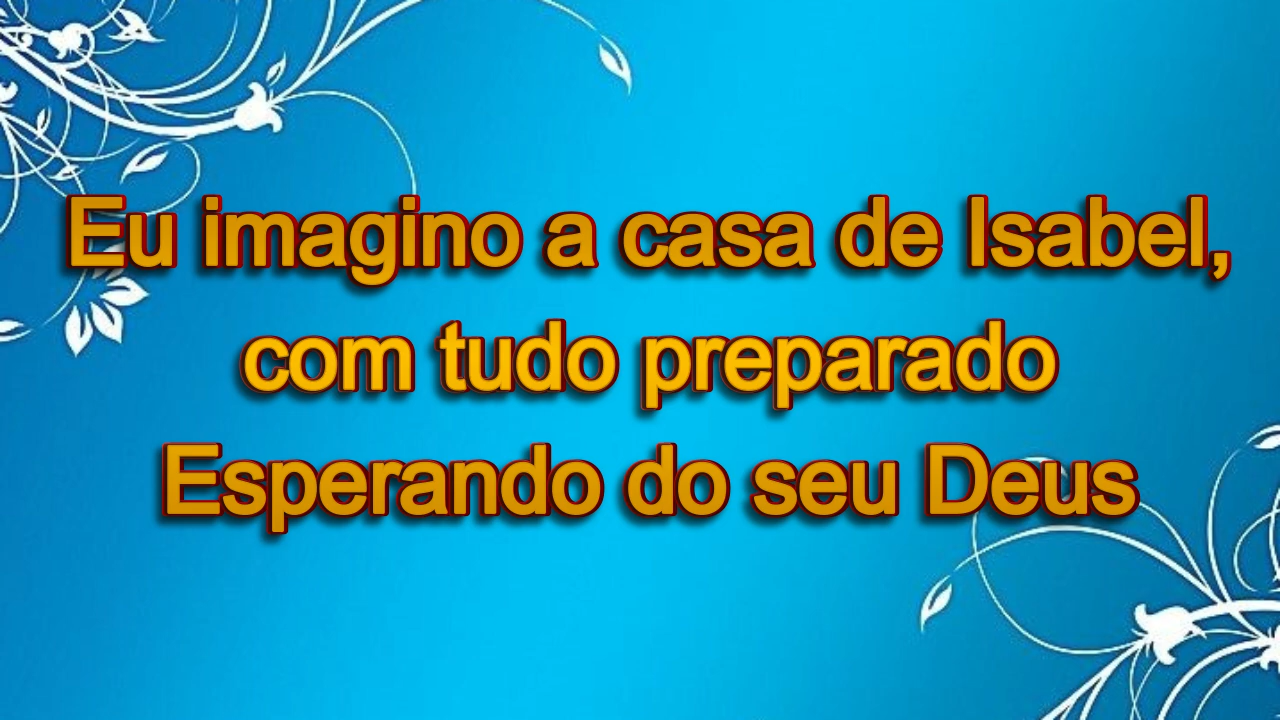 Eu imagino a casa de Isabel,
com tudo preparado
Esperando do seu Deus